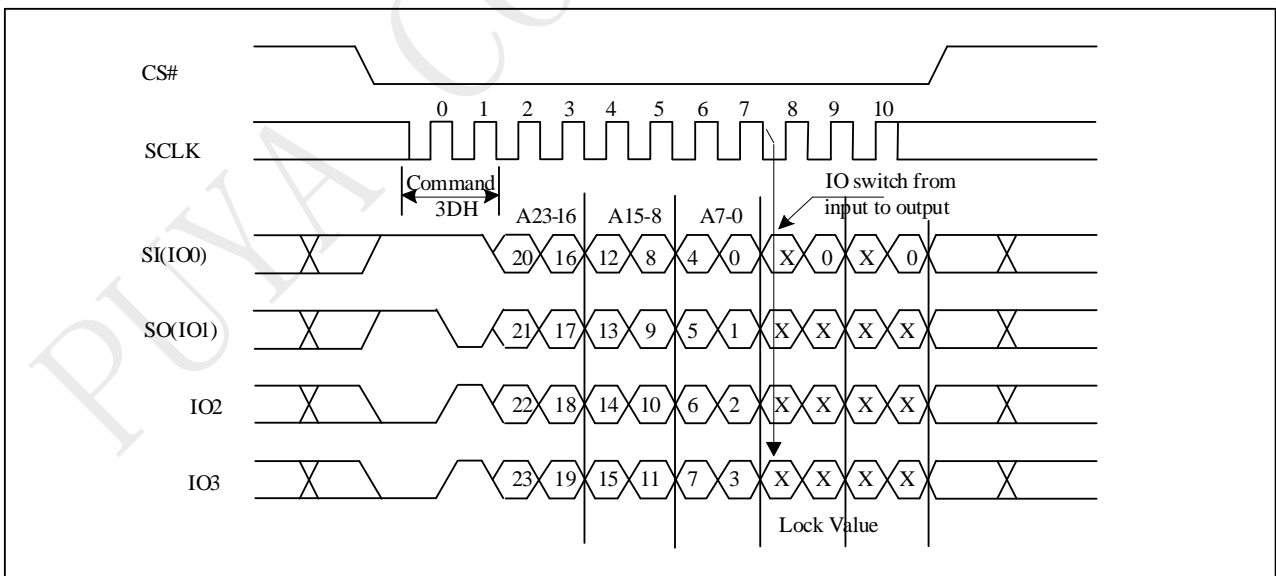 PUYA CO
CS#
0 1 2 3 4 5 6 7 8 9 10
SCLK
Command
3DH
IO switch from
input to output
A23-16 A15-8 A7-0
SI(IO0) 20 16 12 8 4 0 X 0 X 0
SO(IO1) 21 17 13 9 5 1 X X X X
IO2 22 18 14 10 6 2 X X X X
IO3 23 19 15 11 7 3 X X X X
Lock Value